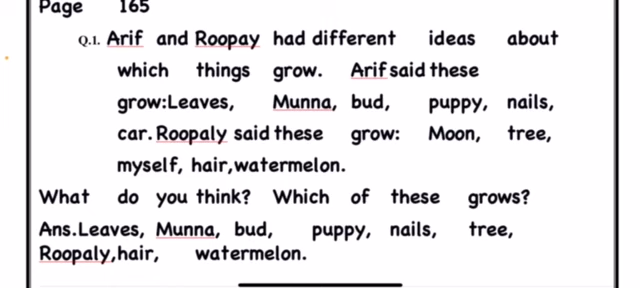 Page 165
Q.1. Arif and Roopay had different ideas about
which things grow. Arif said these
grow:Leaves, Munna, bud, puppy, nails,
car. Roopaly said these grow: Moon, tree,
myself, hair,watermelon.
What do you think? Which of these grows?
Ans.Leaves, Munna, bud, puppy, nails, tree,
Roopaly,hair, watermelon.